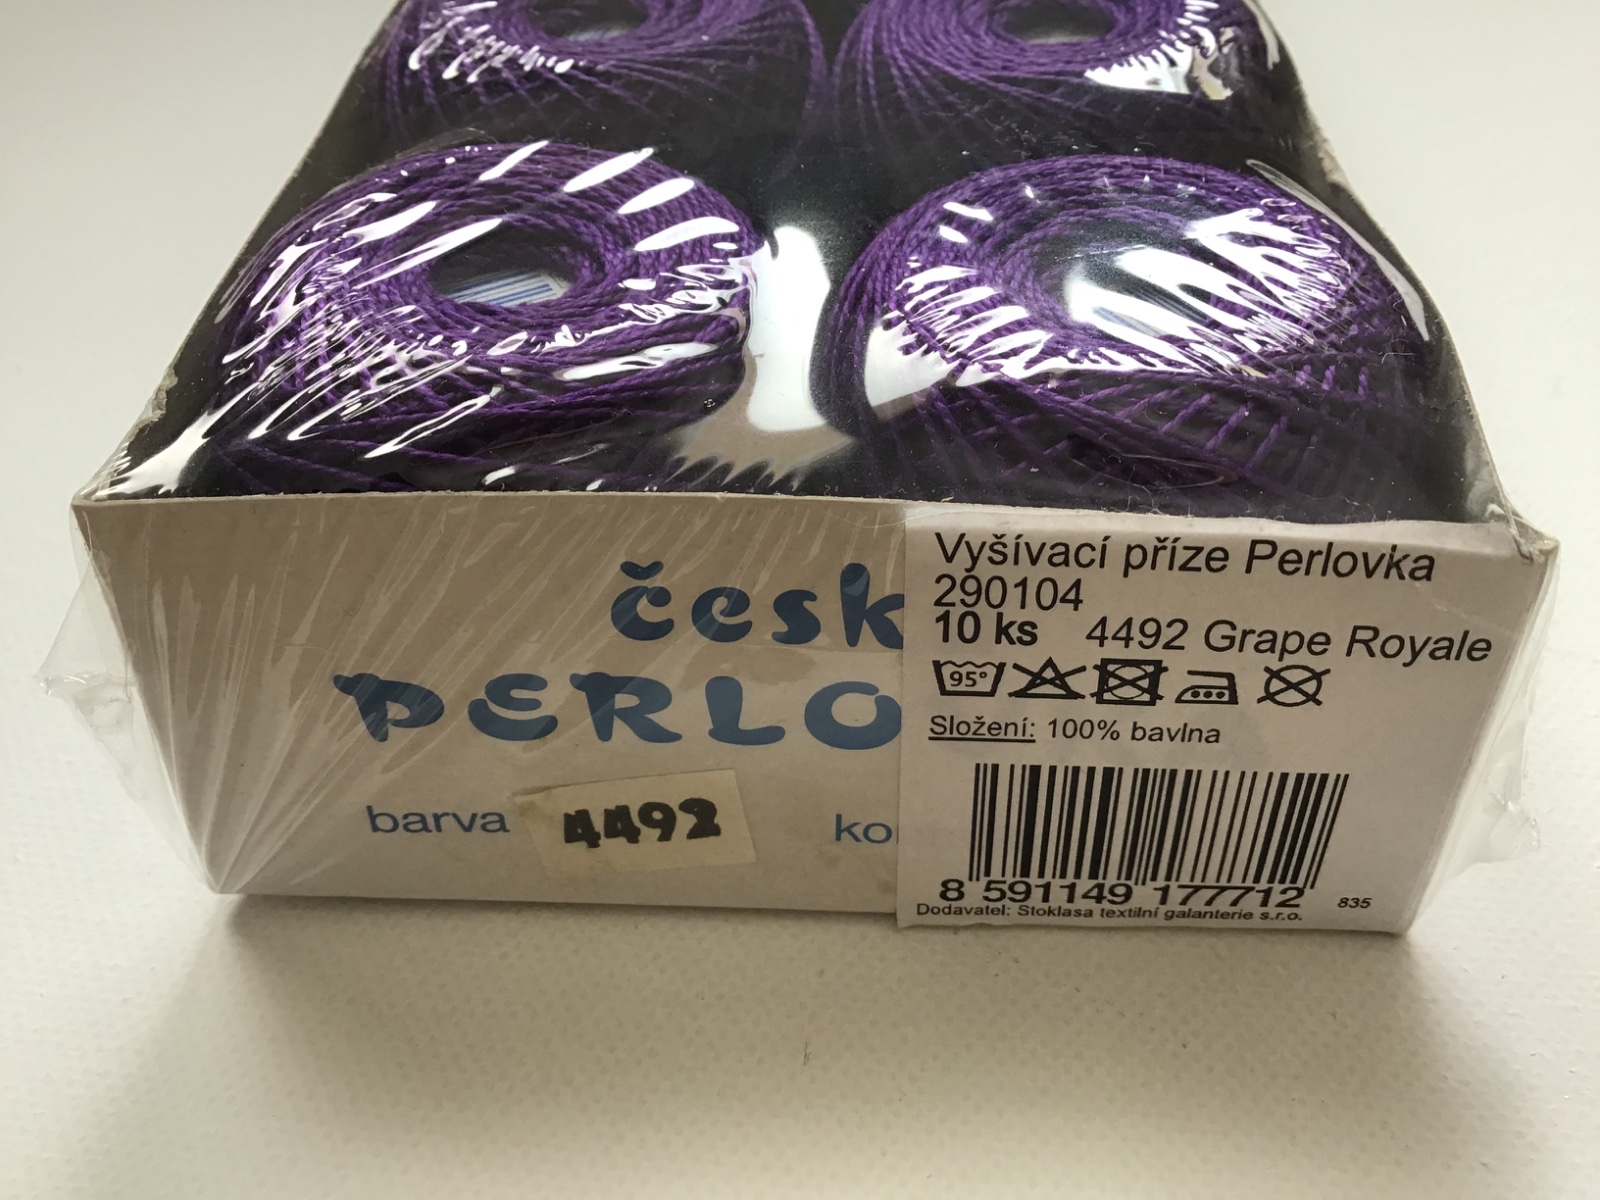 česk
PERLO
barva 4492 ko
Vyšívací příze Perlovka
290104
10 ks 4492 Grape Royale
95°
Složení: 100% bavlna
8 591149 177712
835
Dodavatel: Stoklasa textilní galanterie s.r.o.